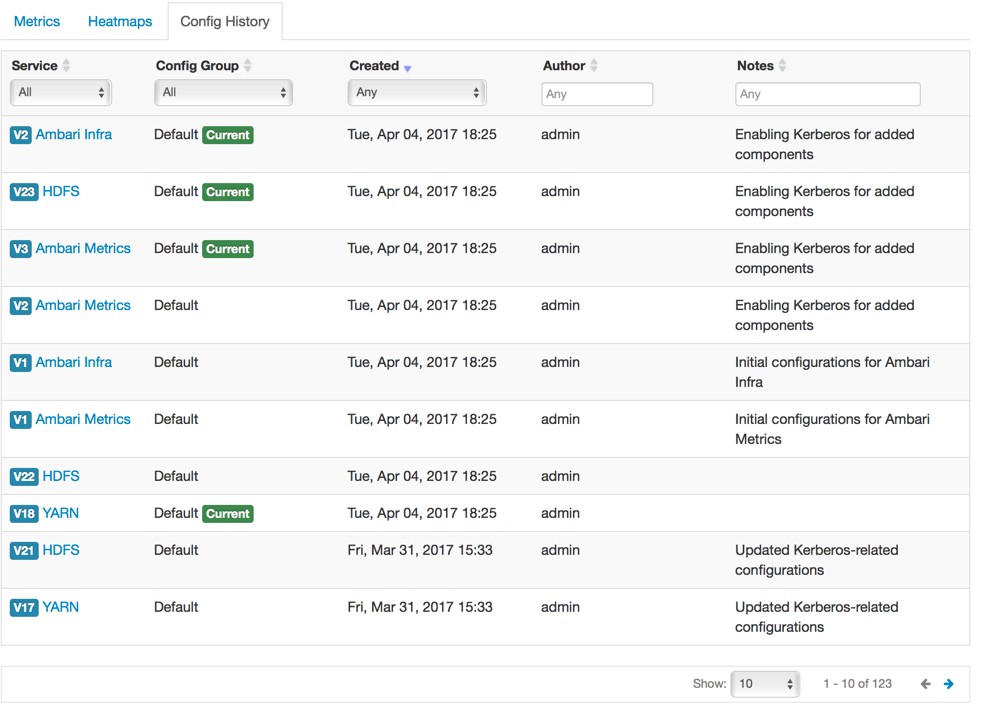 Metrics Heatmaps Config History
Service Config Group Created Author Notes
All All Any Any Any
V2 Ambari Infra Default Current Tue, Apr 04, 2017 18:25 admin Enabling Kerberos for added
components
V23 HDFS Default Current Tue, Apr 04, 2017 18:25 admin Enabling Kerberos for added
components
V3 Ambari Metrics Default Current Tue, Apr 04, 2017 18:25 admin Enabling Kerberos for added
components
V2 Ambari Metrics Default Tue, Apr 04, 2017 18:25 admin Enabling Kerberos for added
components
V1 Ambari Infra Default Tue, Apr 04, 2017 18:25 admin Initial configurations for Ambari
Infra
V1 Ambari Metrics Default Tue, Apr 04, 2017 18:25 admin Initial configurations for Ambari
Metrics
V22 HDFS Default Tue, Apr 04, 2017 18:25 admin
V18 YARN Default Current Tue, Apr 04, 2017 18:25 admin
V21 HDFS Default Fri, Mar 31, 2017 15:33 admin Updated Kerberos-related
configurations
V17 YARN Default Fri, Mar 31, 2017 15:33 admin Updated Kerberos-related
configurations
Show: 10 1 - 10 of 123